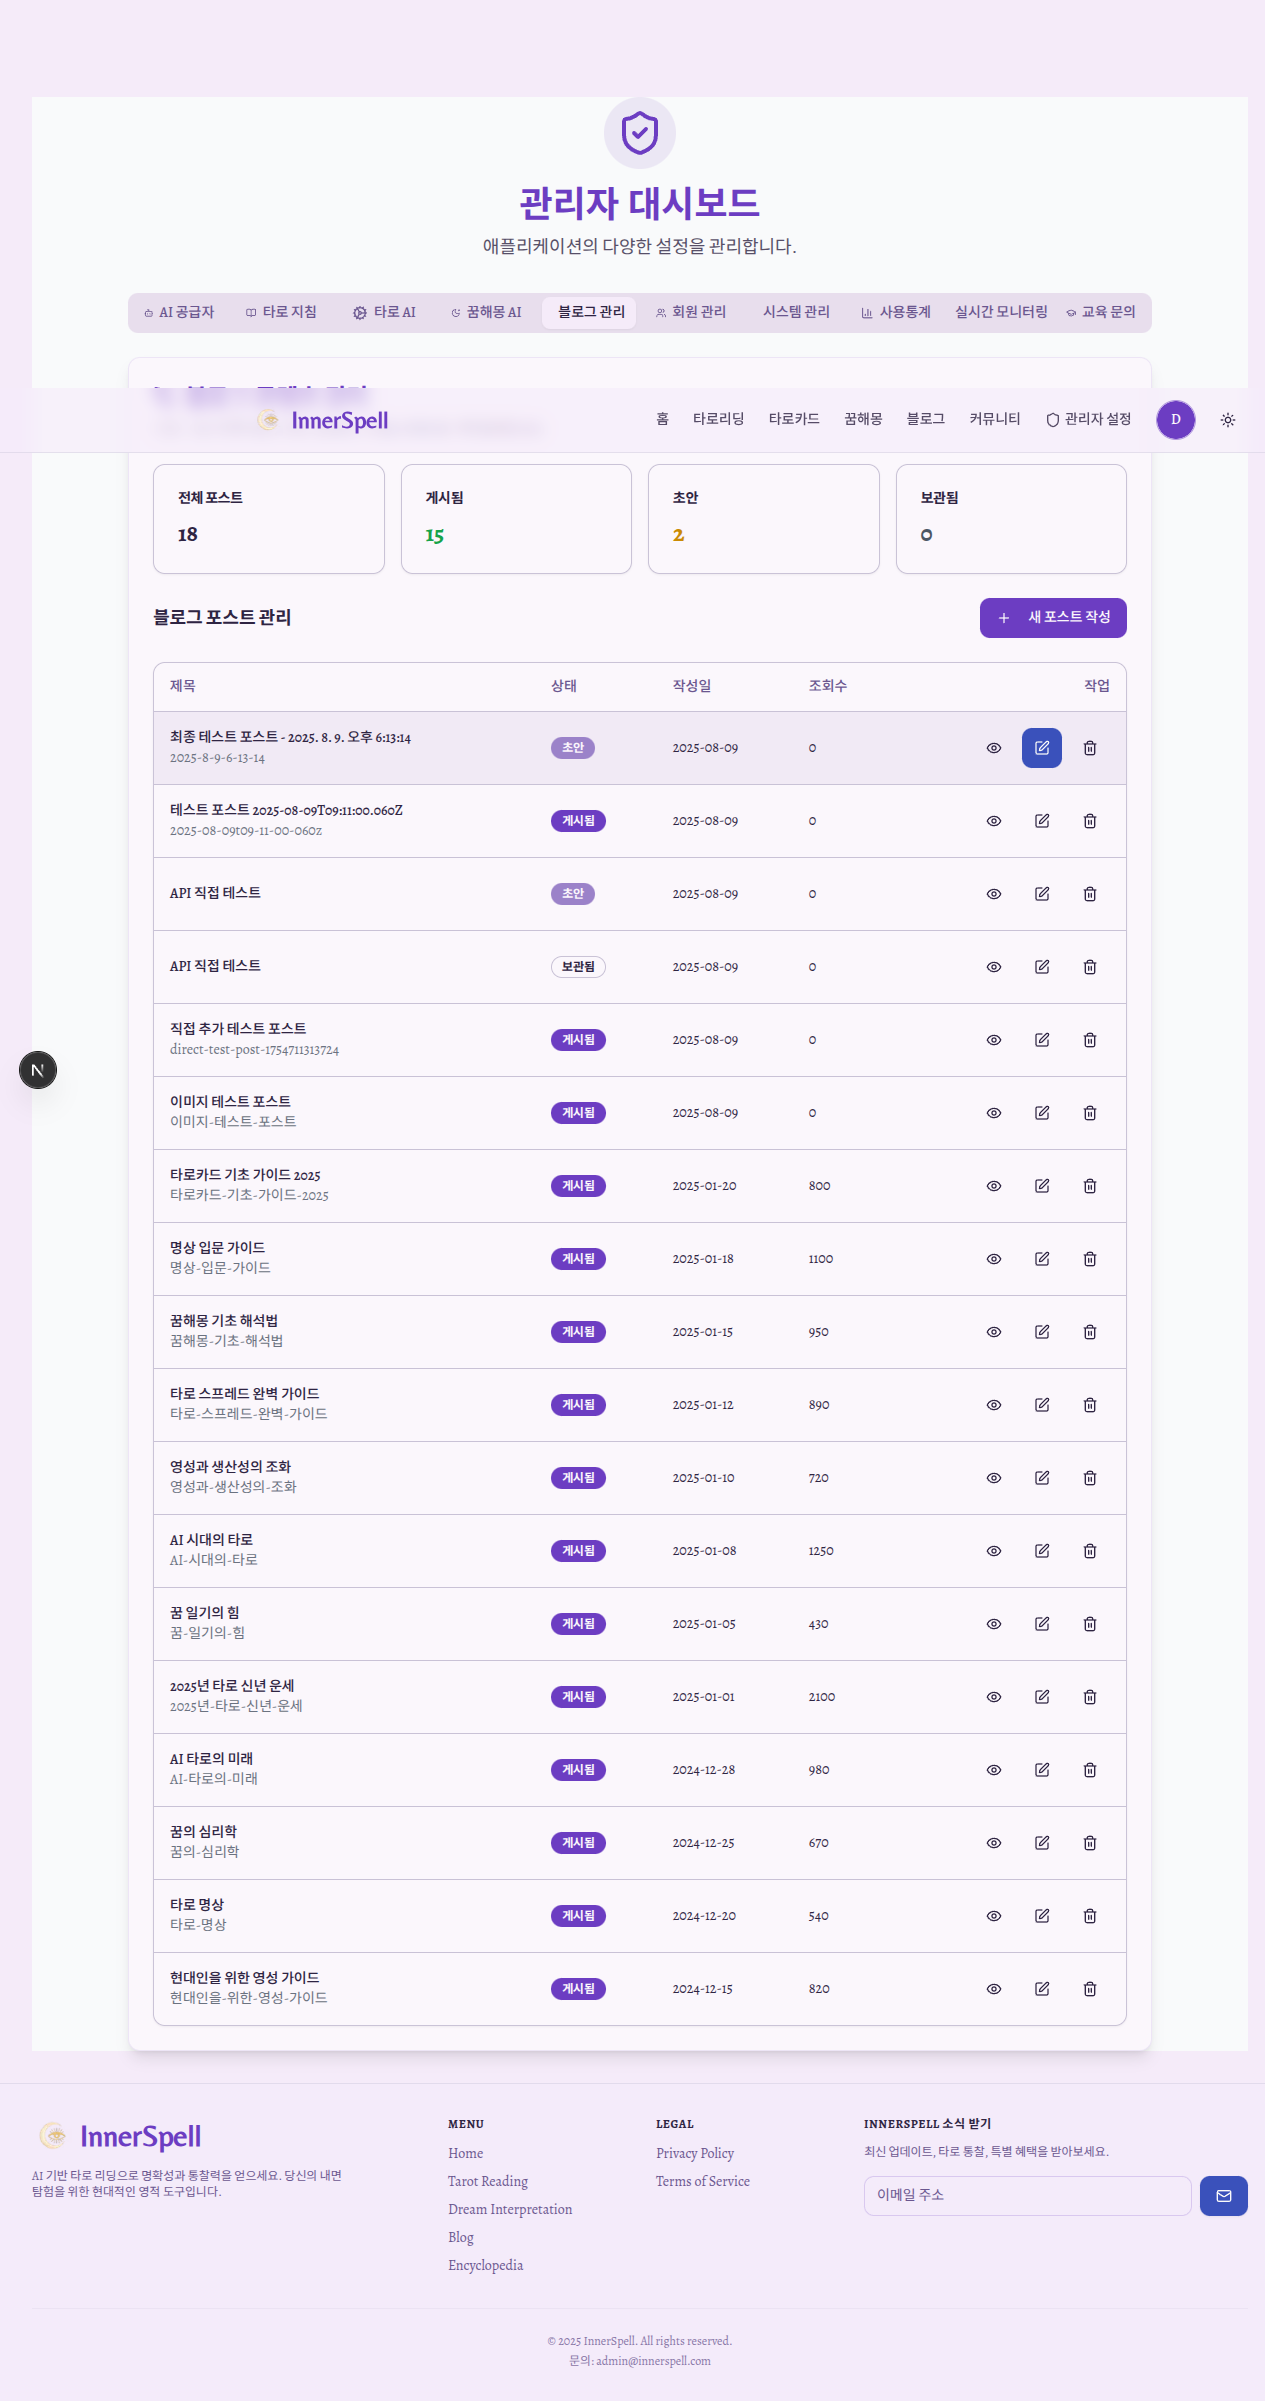 관리자 대시보드
애플리케이션의 다양한 설정을 관리합니다.
AI 공급자 타로 지침 타로 AI 꿈해몽 AI 블로그 관리 회원 관리 시스템 관리 사용통계 실시간 모니터링 교육 문의
InnerSpell 홈 타로리딩 타로카드 꿈해몽 블로그 커뮤니티 관리자 설정 D
전체 포스트 게시됨 초안 보관됨
18 15 2 0
블로그 포스트 관리 새 포스트 작성
제목 상태 작성일 조회수 작업
최종 테스트 포스트 - 2025. 8. 9. 오후 6:13:14
2025-8-9-6-13-14
초안 2025-08-09 0
테스트 포스트 2025-08-09T09:11:00.060Z
2025-08-09t09-11-00-060z
게시됨 2025-08-09 0
API 직접 테스트 초안 2025-08-09 0
API 직접 테스트 보관됨 2025-08-09 0
직접 추가 테스트 포스트
direct-test-post-1754711313724
게시됨 2025-08-09 0
이미지 테스트 포스트
이미지-테스트-포스트
게시됨 2025-08-09 0
타로카드 기초 가이드 2025
타로카드-기초-가이드-2025
게시됨 2025-01-20 800
명상 입문 가이드
명상-입문-가이드
게시됨 2025-01-18 1100
꿈해몽 기초 해석법
꿈해몽-기초-해석법
게시됨 2025-01-15 950
타로 스프레드 완벽 가이드
타로-스프레드-완벽-가이드
게시됨 2025-01-12 890
영성과 생산성의 조화
영성과-생산성의-조화
게시됨 2025-01-10 720
AI 시대의 타로
AI-시대의-타로
게시됨 2025-01-08 1250
꿈 일기의 힘
꿈-일기의-힘
게시됨 2025-01-05 430
2025년 타로 신년 운세
2025년-타로-신년-운세
게시됨 2025-01-01 2100
AI 타로의 미래
AI-타로의-미래
게시됨 2024-12-28 980
꿈의 심리학
꿈의-심리학
게시됨 2024-12-25 670
타로 명상
타로-명상
게시됨 2024-12-20 540
현대인을 위한 영성 가이드
현대인을-위한-영성-가이드
게시됨 2024-12-15 820
N
InnerSpell
AI 기반 타로 리딩으로 명확성과 통찰력을 얻으세요. 당신의 내면
탐험을 위한 현대적인 영적 도구입니다.
MENU
Home
Tarot Reading
Dream Interpretation
Blog
Encyclopedia
LEGAL
Privacy Policy
Terms of Service
INNERSPELL 소식 받기
최신 업데이트, 타로 통찰, 특별 혜택을 받아보세요.
이메일 주소
© 2025 InnerSpell. All rights reserved.
문의: admin@innerspell.com